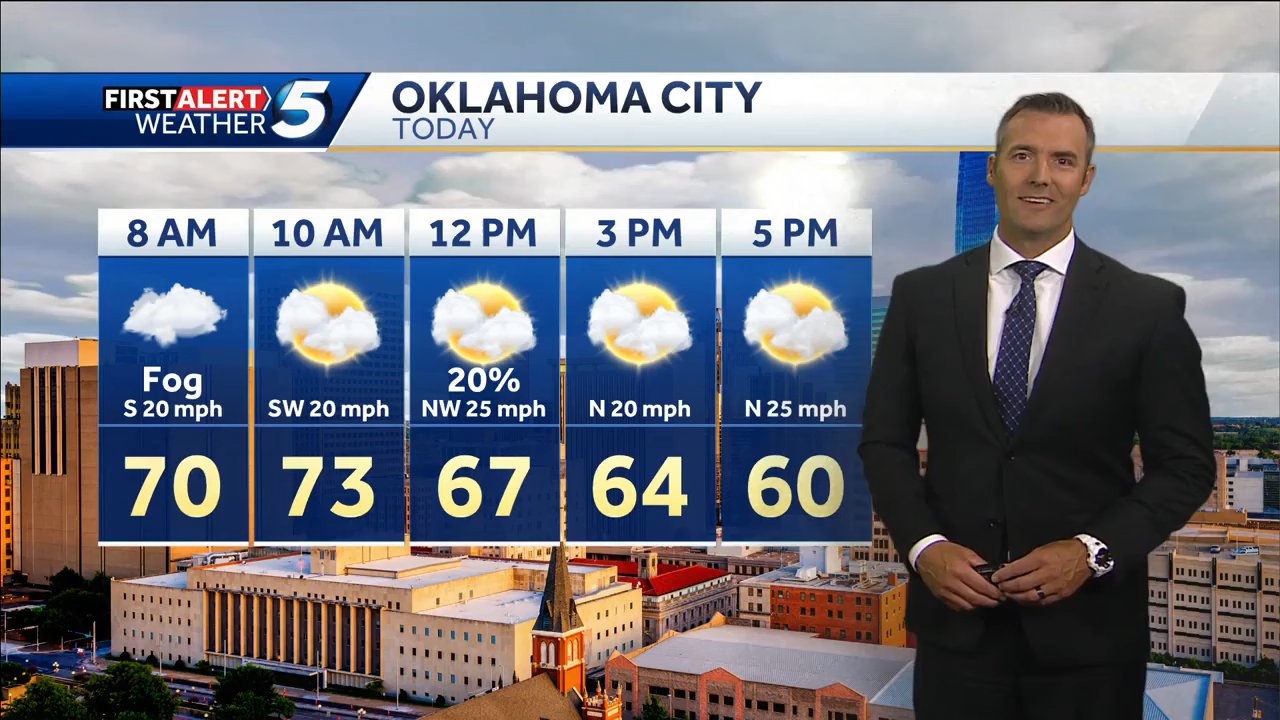 FIRST ALERT 5
WEATHER
OKLAHOMA CITY
TODAY
8 AM 10 AM 12 PM 3 PM 5 PM
Fog 20%
S 20 mph SW 20 mph NW 25 mph N 20 mph N 25 mph
70 73 67 64 60